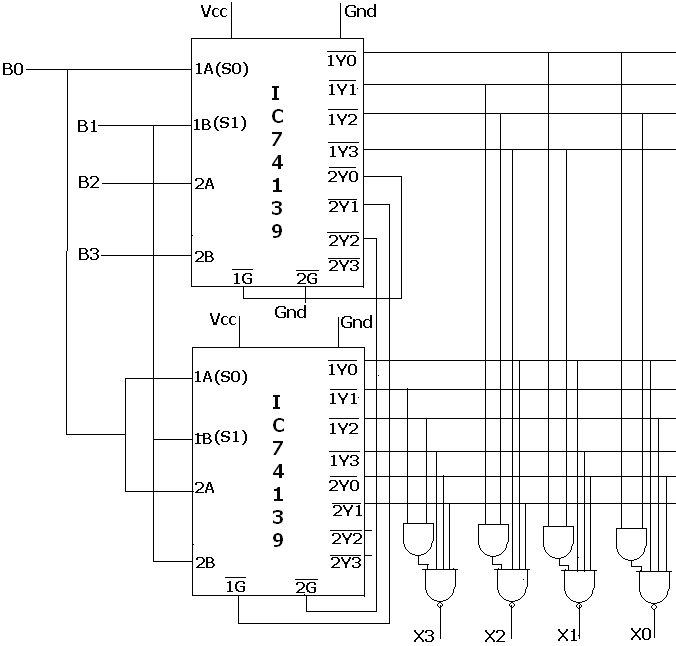 Vcc
Gnd
B0
1A(S0)
1Y0
I
C
7
4
1
3
9
1Y1
B1
1B(S1)
1Y2
1Y3
2Y0
B2
2A
2Y1
2Y2
B3
2B
2Y3
1G
2G
Gnd
Vcc
Gnd
1Y0
1A(S0)
1Y1
I
C
7
4
1
3
9
1Y2
1B(S1)
1Y3
2A
2Y0
2Y1
2Y2
2B
2Y3
1G
2G
X3
X2
X1
X0